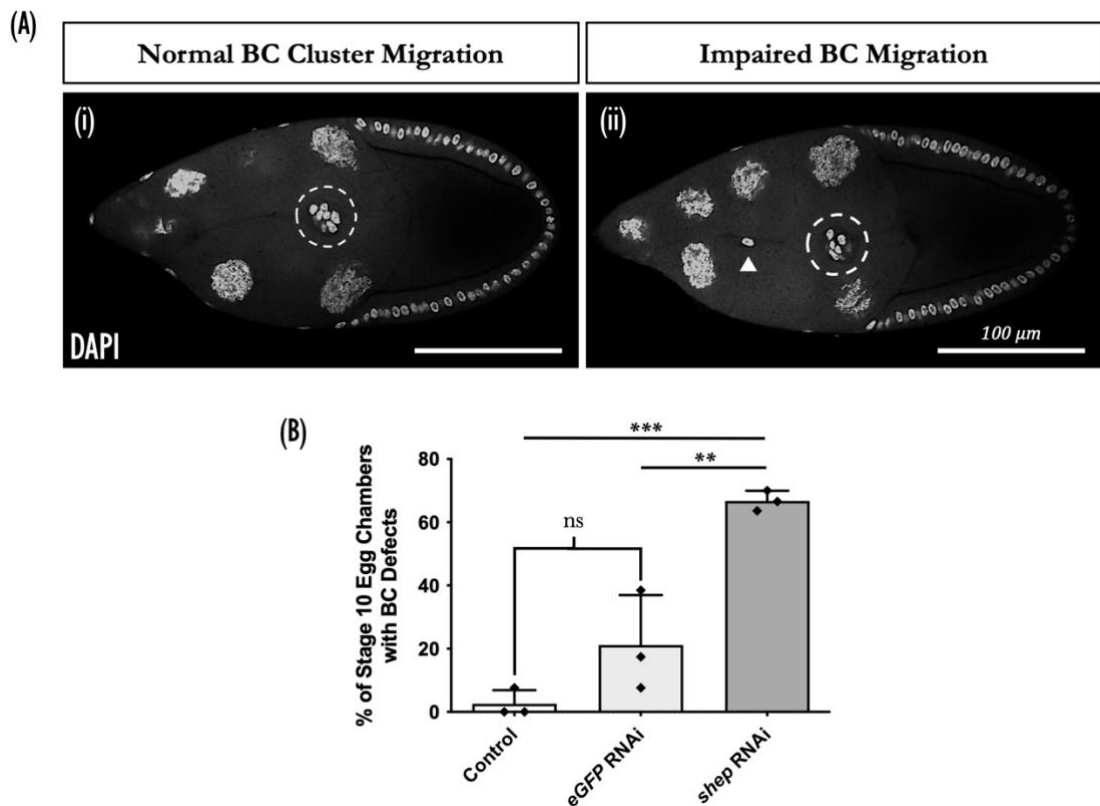 (A)
Normal BC Cluster Migration
Impaired BC Migration
(i)
(ii)
DAPI
100 μm
(B)
% of Stage 10 Egg Chambers
with BC Defects
80
60
40
20
0
***
**
ns
Control
eGFP RNAi
shep RNAi